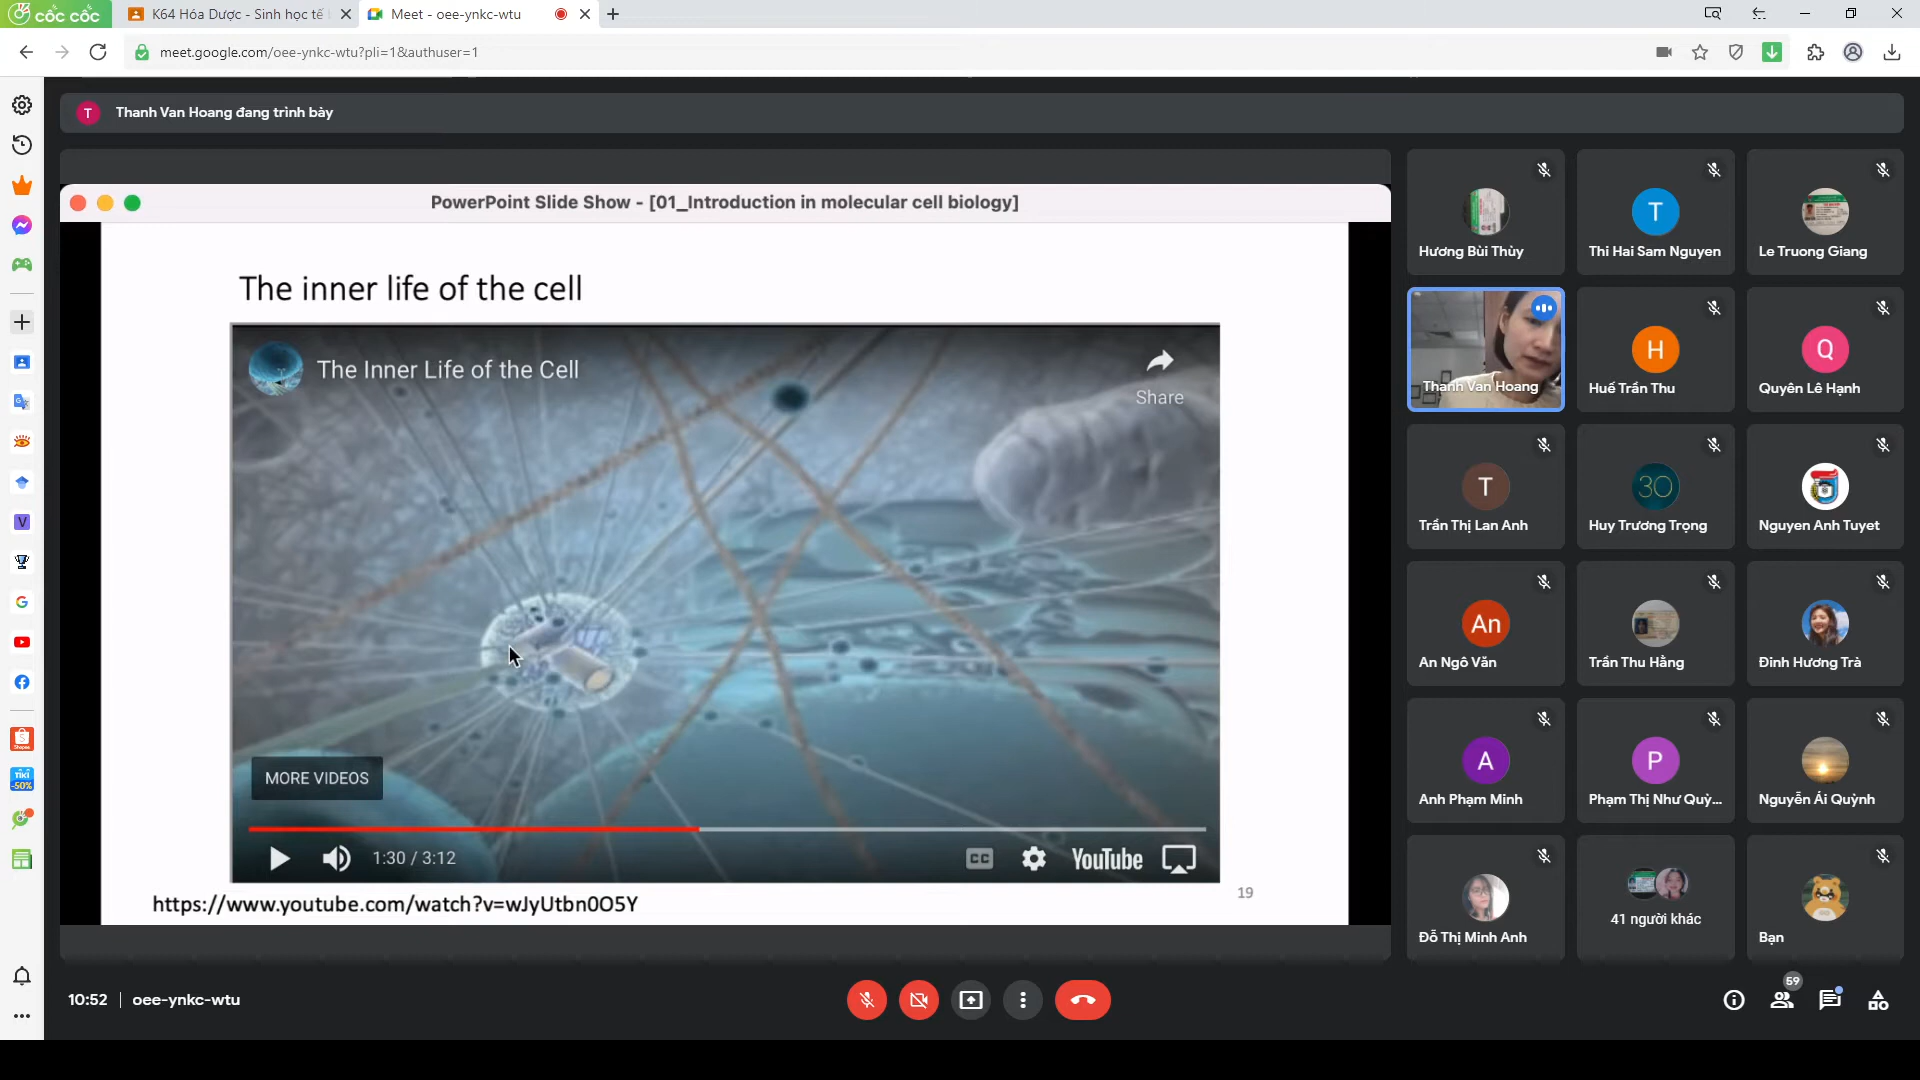 cốc cốc
K64 Hóa Dược - Sinh học tế
Meet - oee-ynkc-wtu
meet.google.com/oee-ynkc-wtu?pli=1&authuser=1
T
Thanh Van Hoang đang trình bày
PowerPoint Slide Show - [01_Introduction in molecular cell biology]
The inner life of the cell
The Inner Life of the Cell
Share
MORE VIDEOS
1:30 / 3:12
CC
YouTube
https://www.youtube.com/watch?v=wJyUtbn0O5Y
19
Hương Bùi Thùy
T
Thi Hai Sam Nguyen
Le Truong Giang
Thanh Van Hoang
H
Huế Trần Thu
Q
Quyên Lê Hạnh
T
Trần Thị Lan Anh
30
Huy Trương Trọng
Nguyen Anh Tuyet
An
An Ngô Văn
Trần Thu Hằng
Đinh Hương Trà
A
Anh Phạm Minh
P
Phạm Thị Như Quỳ...
Nguyễn Ái Quỳnh
Đỗ Thị Minh Anh
41 người khác
Bạn
V
G
TIKI
-50%
10:52 | oee-ynkc-wtu
59